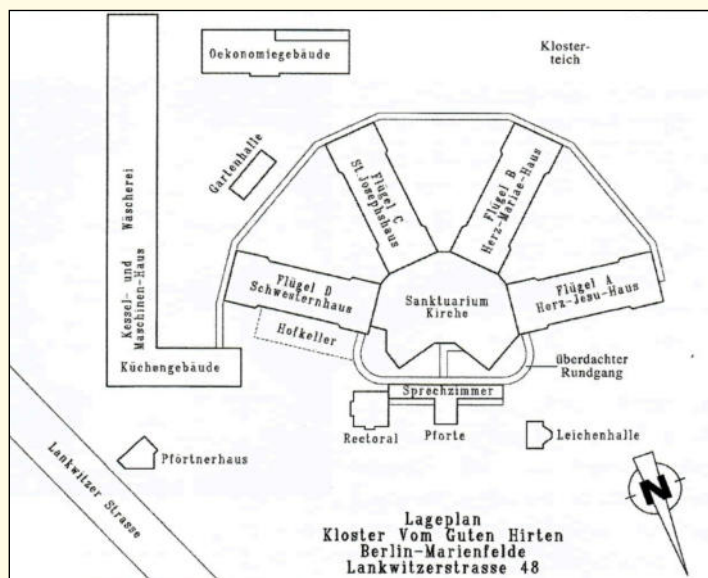 Oekonomiegebäude
Kloster-
teich
Gartenhalle
Kessel- und Wäscherei
Maschinen-Haus
Flügel C
St.Josephshaus
Flügel B
Herz-Mariae-Haus
Flügel D
Schwesternhaus
Sanktuarium
Kirche
Flügel A
Herz-Jesu-Haus
Hofkeller
Küchengebäude
überdachter
Rundgang
Sprechzimmer
Rectorat
Pforte
Leichenhalle
Pförtnerhaus
Lankwitzer Strasse
N
Lageplan
Kloster Vom Guten Hirten
Berlin-Marienfelde
Lankwitzerstrasse 48